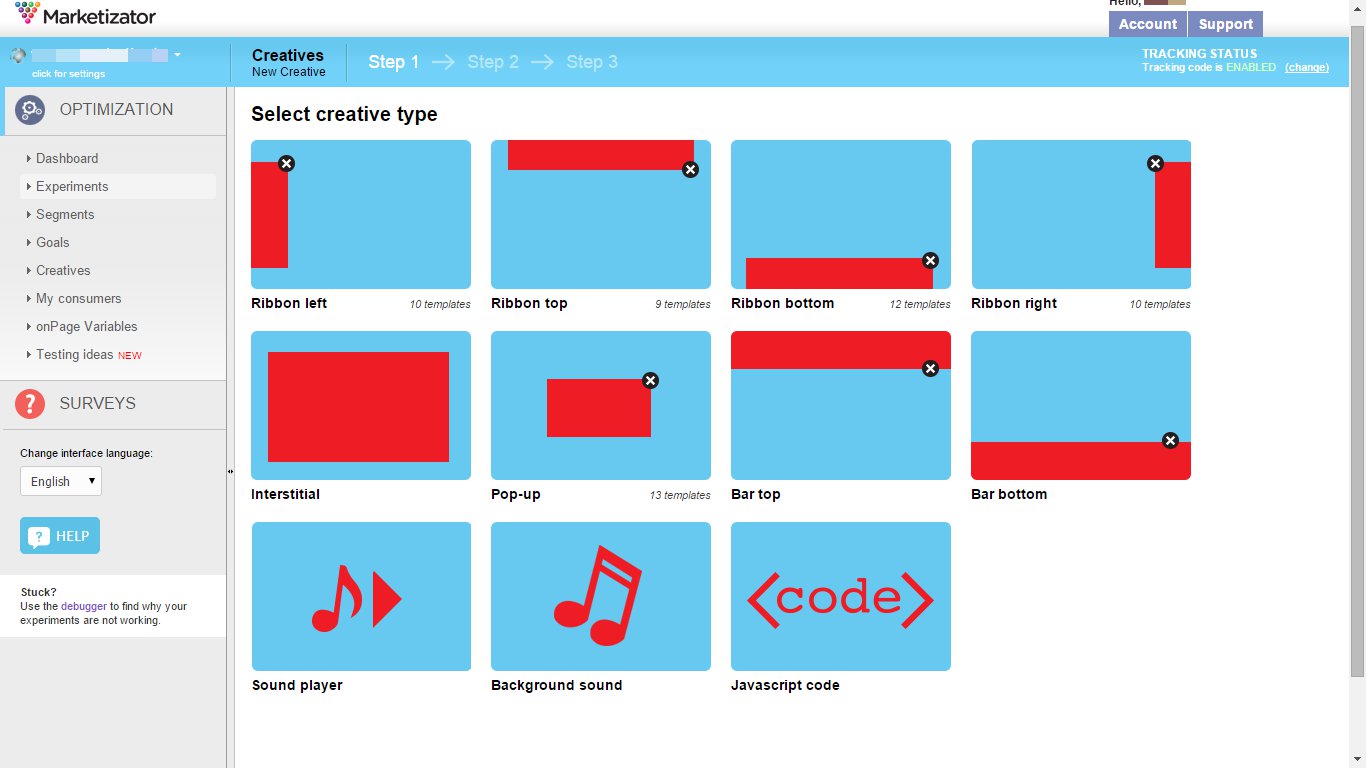 Marketizator
Hello,
Account
Support
click for settings
Creatives
New Creative
Step 1
Step 2
Step 3
TRACKING STATUS
Tracking code is ENABLED (change)
OPTIMIZATION
Dashboard
Experiments
Segments
Goals
Creatives
My consumers
onPage Variables
Testing ideas NEW
SURVEYS
Change interface language:
English
? HELP
Stuck?
Use the debugger to find why your
experiments are not working.
Select creative type
Ribbon left 10 templates
Ribbon top 9 templates
Ribbon bottom 12 templates
Ribbon right 10 templates
Interstitial
Pop-up 13 templates
Bar top
Bar bottom
<code>
Sound player
Background sound
Javascript code